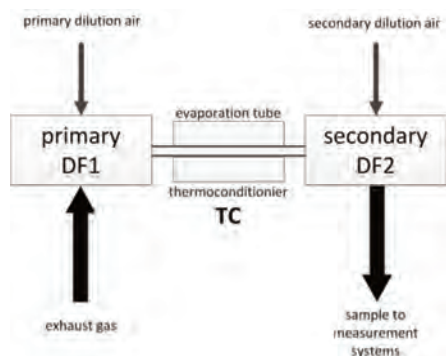 primary dilution air
secondary dilution air
evaporation tube
primary
DF1
secondary
DF2
thermoconditionier
TC
exhaust gas
sample to
measurement
systems